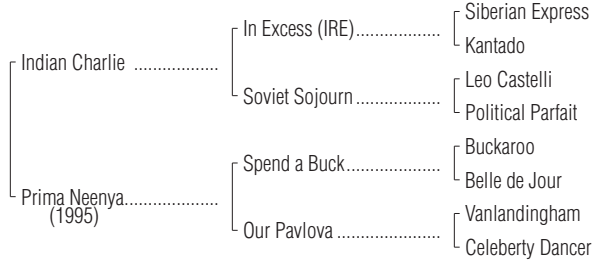 Siberian Express
In Excess (IRE)..................
Kantado
Indian Charlie ..................
Leo Castelli
Soviet Sojourn ..................
Political Parfait
Buckaroo
Spend a Buck....................
Belle de Jour
Prima Neenya....................
(1995)
Vanlandingham
Our Pavlova ......................
Celeberty Dancer